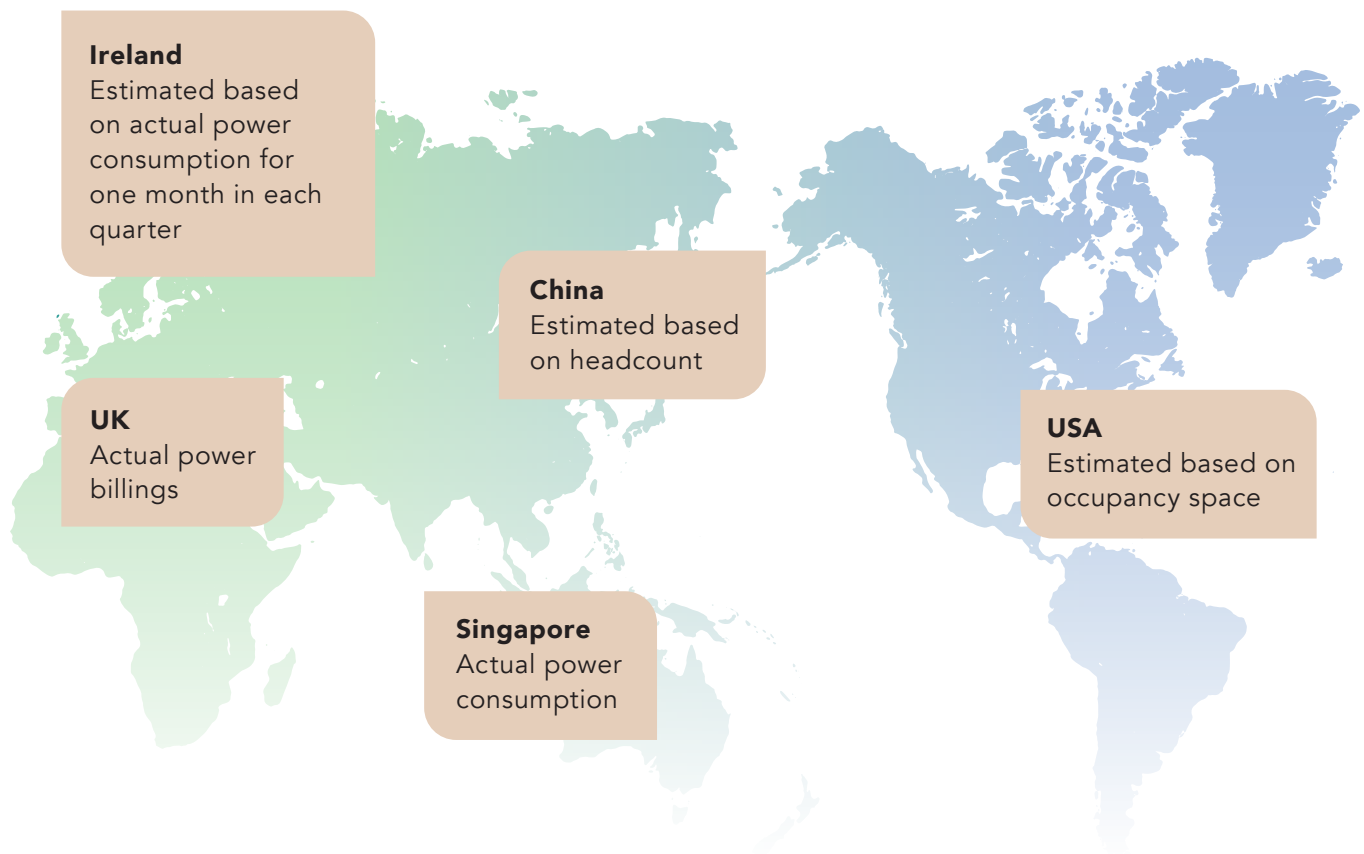 Ireland
Estimated based
on actual power
consumption for
one month in each
quarter
China
Estimated based
on headcount
UK
Actual power
billings
USA
Estimated based on
occupancy space
Singapore
Actual power
consumption